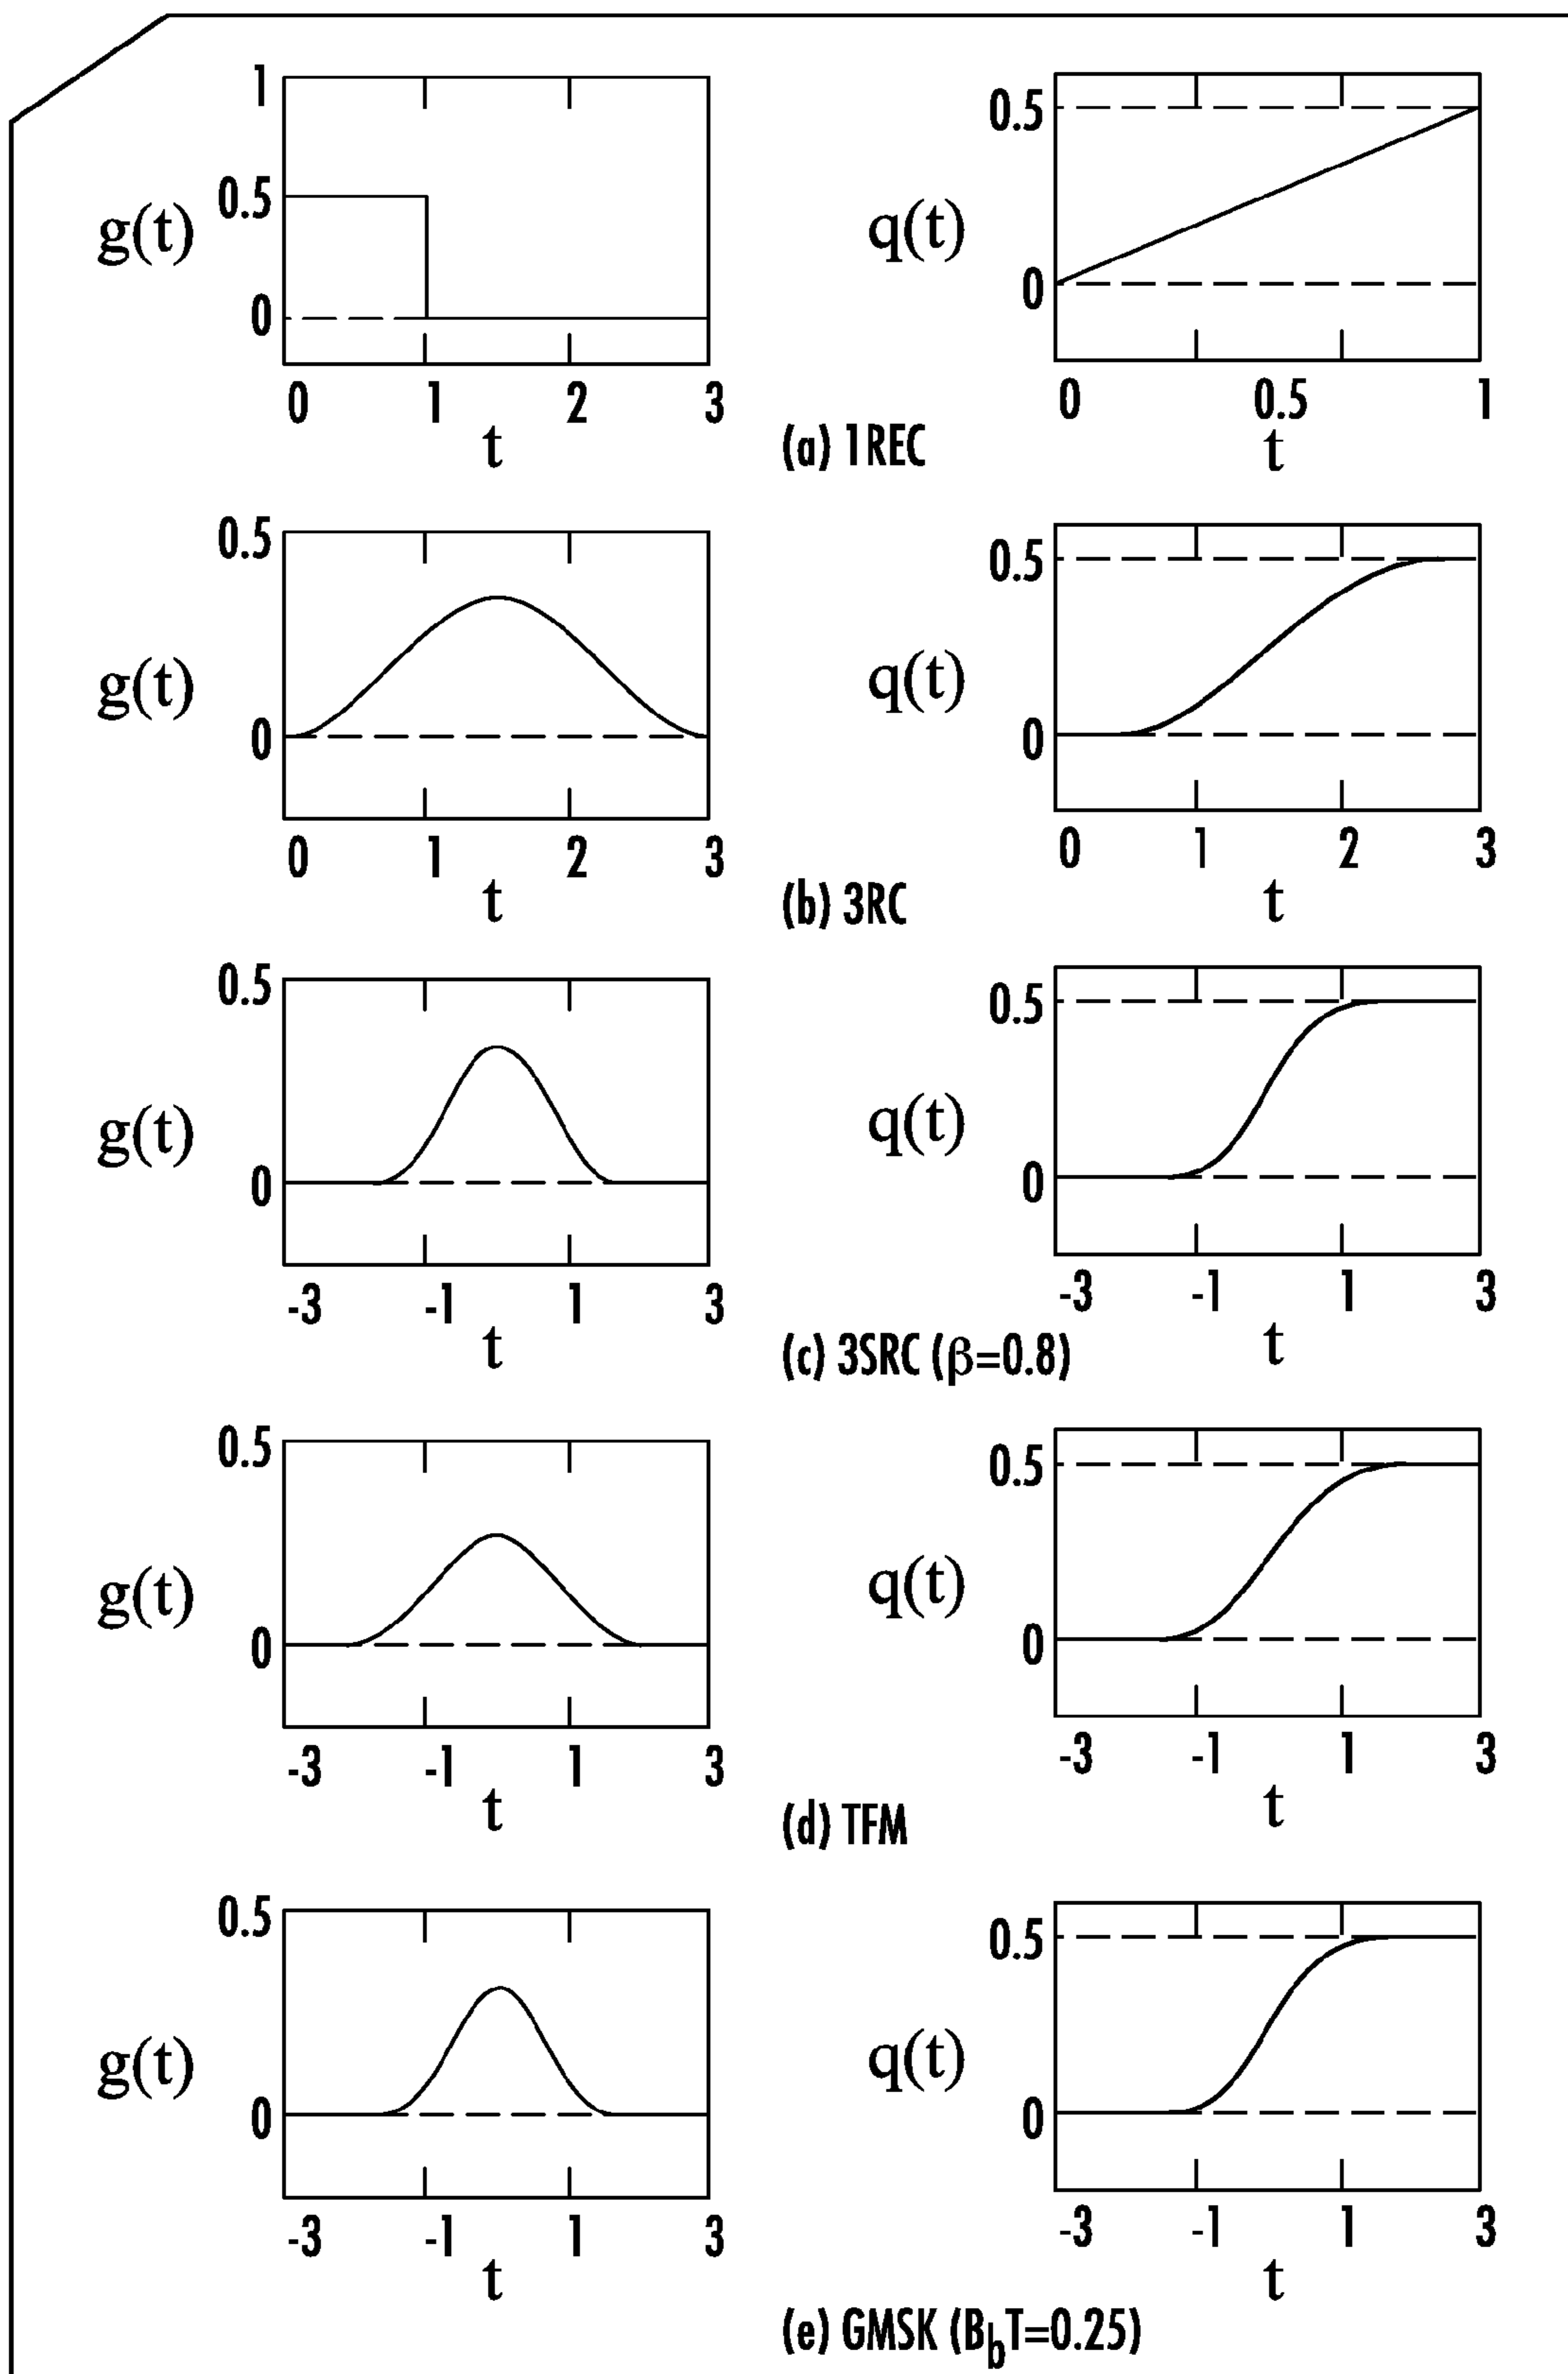 1
0.5
g(t)
0
0 1 2 3
t
0.5
q(t)
0
0 0.5 1
t
(a) 1REC
0.5
g(t)
0
0 1 2 3
t
0.5
q(t)
0
0 1 2 3
t
(b) 3RC
0.5
g(t)
0
-3 -1 1 3
t
0.5
q(t)
0
-3 -1 1 3
t
(c) 3SRC (β=0.8)
0.5
g(t)
0
-3 -1 1 3
t
0.5
q(t)
0
-3 -1 1 3
t
(d) TFM
0.5
g(t)
0
-3 -1 1 3
t
0.5
q(t)
0
-3 -1 1 3
t
(e) GMSK (BbT=0.25)